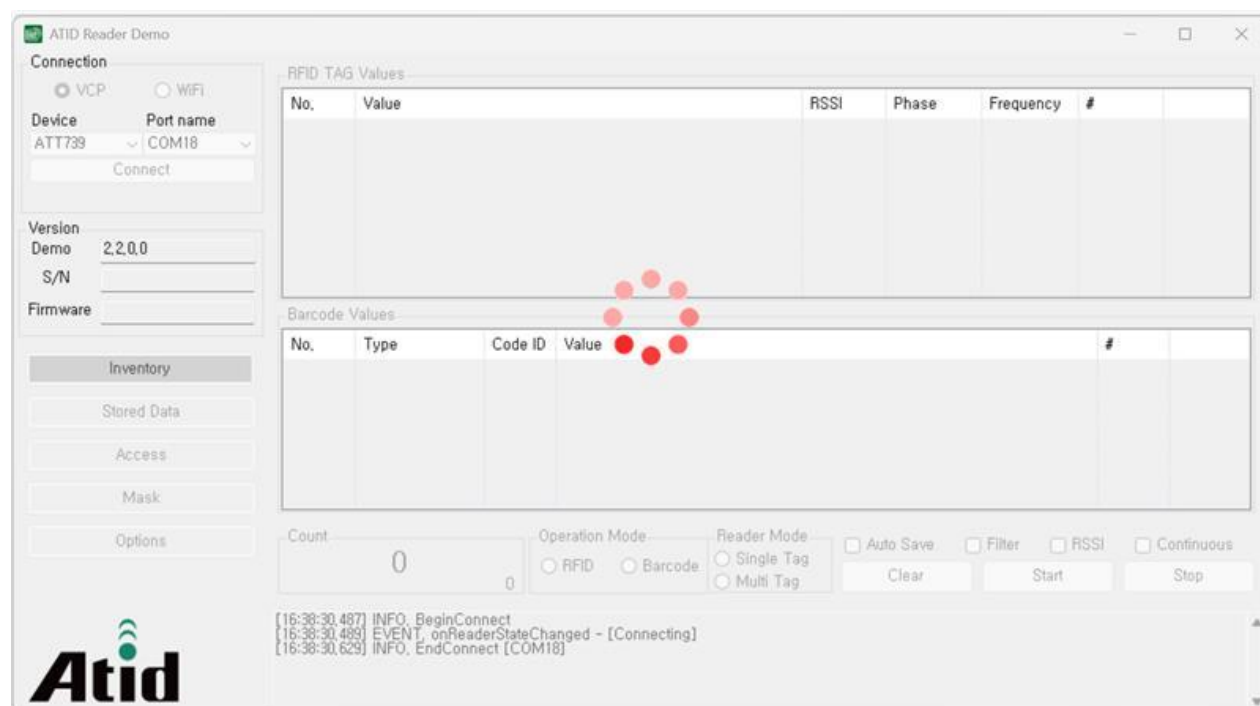 ATID Reader Demo
Connection
VCP WiFi
Device Port name
ATT739 COM18
Connect
Version
Demo 2,2,0,0
S/N
Firmware
Inventory
Stored Data
Access
Mask
Options
Atid
RFID TAG Values
No, Value RSSI Phase Frequency #
Barcode Values
No, Type Code ID Value #
Count
0
0
Operation Mode
RFID Barcode
Reader Mode
Single Tag
Multi Tag
Auto Save Filter RSSI Continuous
Clear Start Stop
[16:38:30,487] INFO, BeginConnect
[16:38:30,489] EVENT, onReaderStateChanged - [Connecting]
[16:38:30,629] INFO, EndConnect [COM18]